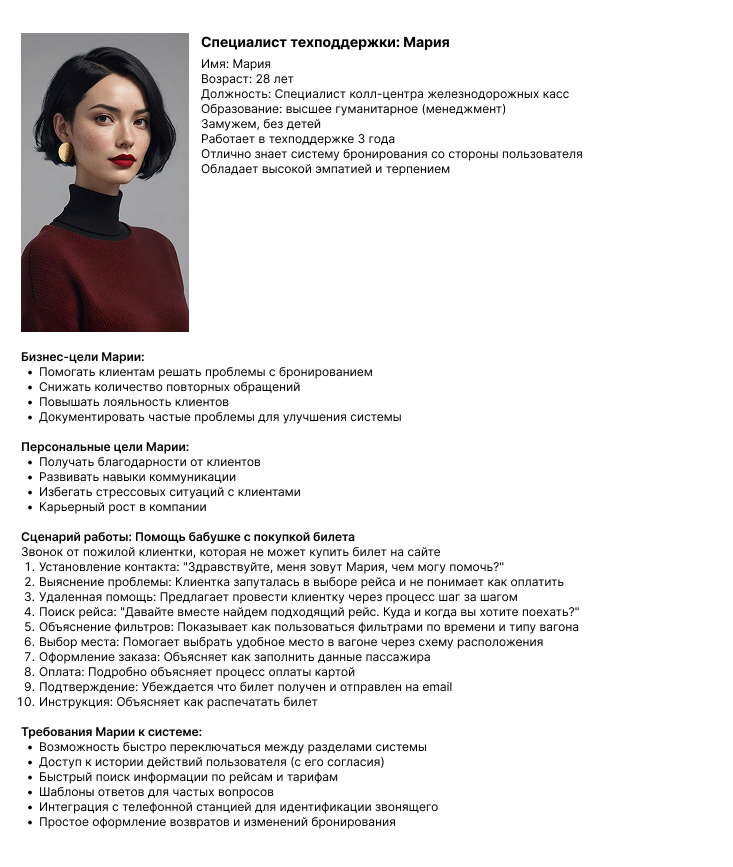 Специалист техподдержки: Мария
Имя: Мария
Возраст: 28 лет
Должность: Специалист колл-центра железнодорожных касс
Образование: высшее гуманитарное (менеджмент)
Замужем, без детей
Работает в техподдержке 3 года
Отлично знает систему бронирования со стороны пользователя
Обладает высокой эмпатией и терпением
Бизнес-цели Марии:
• Помогать клиентам решать проблемы с бронированием
• Снижать количество повторных обращений
• Повышать лояльность клиентов
• Документировать частые проблемы для улучшения системы
Персональные цели Марии:
• Получать благодарности от клиентов
• Развивать навыки коммуникации
• Избегать стрессовых ситуаций с клиентами
• Карьерный рост в компании
Сценарий работы: Помощь бабушке с покупкой билета
Звонок от пожилой клиентки, которая не может купить билет на сайте
1. Установление контакта: "Здравствуйте, меня зовут Мария, чем могу помочь?"
2. Выяснение проблемы: Клиентка запуталась в выборе рейса и не понимает как оплатить
3. Удаленная помощь: Предлагает провести клиентку через процесс шаг за шагом
4. Поиск рейса: "Давайте вместе найдем подходящий рейс. Куда и когда вы хотите поехать?"
5. Объяснение фильтров: Показывает как пользоваться фильтрами по времени и типу вагона
6. Выбор места: Помогает выбрать удобное место в вагоне через схему расположения
7. Оформление заказа: Объясняет как заполнить данные пассажира
8. Оплата: Подробно объясняет процесс оплаты картой
9. Подтверждение: Убеждается что билет получен и отправлен на email
10. Инструкция: Объясняет как распечатать билет
Требования Марии к системе:
• Возможность быстро переключаться между разделами системы
• Доступ к истории действий пользователя (с его согласия)
• Быстрый поиск информации по рейсам и тарифам
• Шаблоны ответов для частых вопросов
• Интеграция с телефонной станцией для идентификации звонящего
• Простое оформление возвратов и изменений бронирования